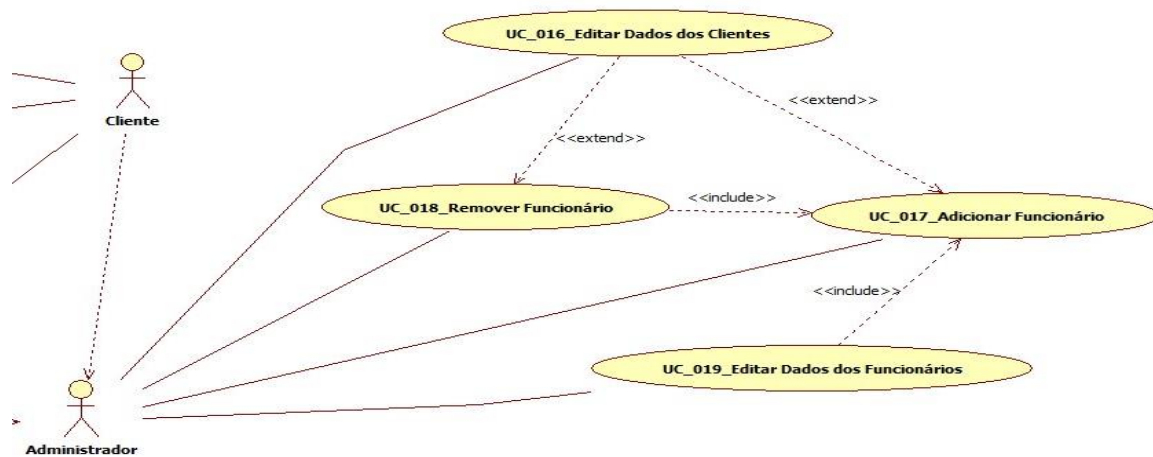 UC_016_Editar Dados dos Clientes
Cliente
<<extend>>
<<extend>>
UC_018_Remover Funcionário
<<include>>
UC_017_Adicionar Funcionário
<<include>>
UC_019_Editar Dados dos Funcionários
Administrador